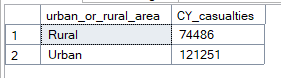 urban_or_rural_area CY_casualties
1 Rural 74486
2 Urban 121251